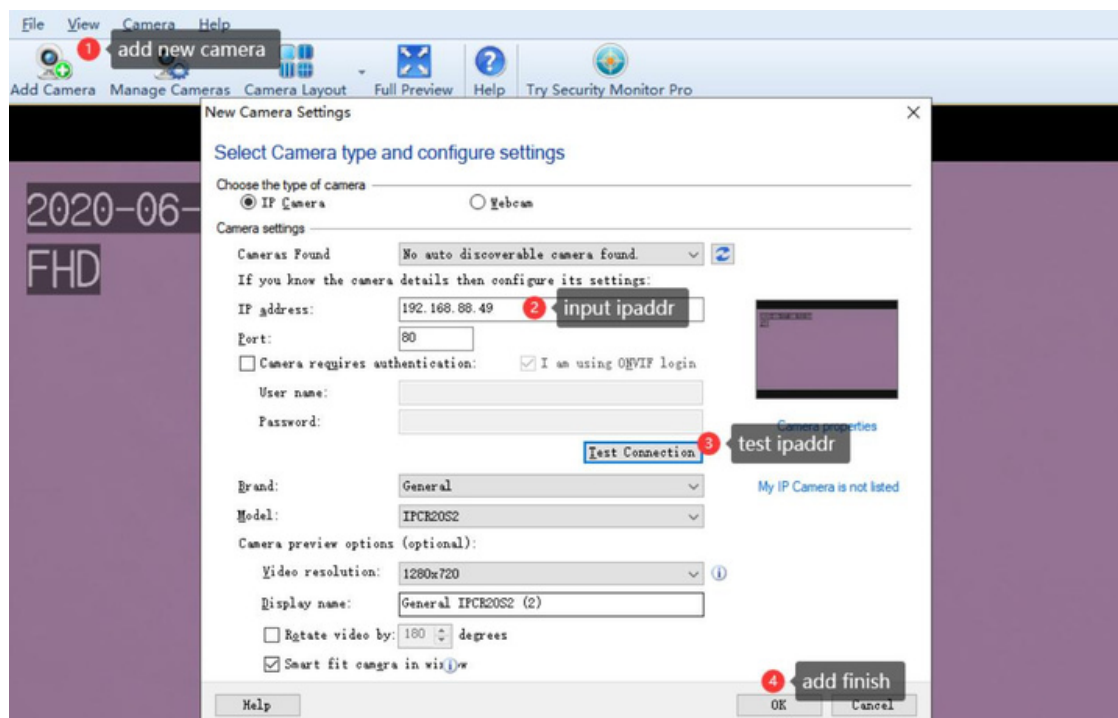 File View Camera Help
1 add new camera
Add Camera Manage Cameras Camera Layout Full Preview Help Try Security Monitor Pro
New Camera Settings
Select Camera type and configure settings
2020-06-
FHD
Choose the type of camera
IP Camera Webcam
Camera settings
Cameras Found No auto discoverable camera found.
If you know the camera details then configure its settings:
IP address: 192.168.88.49 2 input ipaddr
Port: 80
Camera requires authentication: I am using ONVIF login
User name:
Password:
Camera properties
Test Connection 3 test ipaddr
Brand: General My IP Camera is not listed
Model: IPCR20S2
Camera preview options (optional):
Video resolution: 1280x720
Display name: General IPCR20S2 (2)
Rotate video by: 180 degrees
Smart fit camera in window
4 add finish
Help OK Cancel